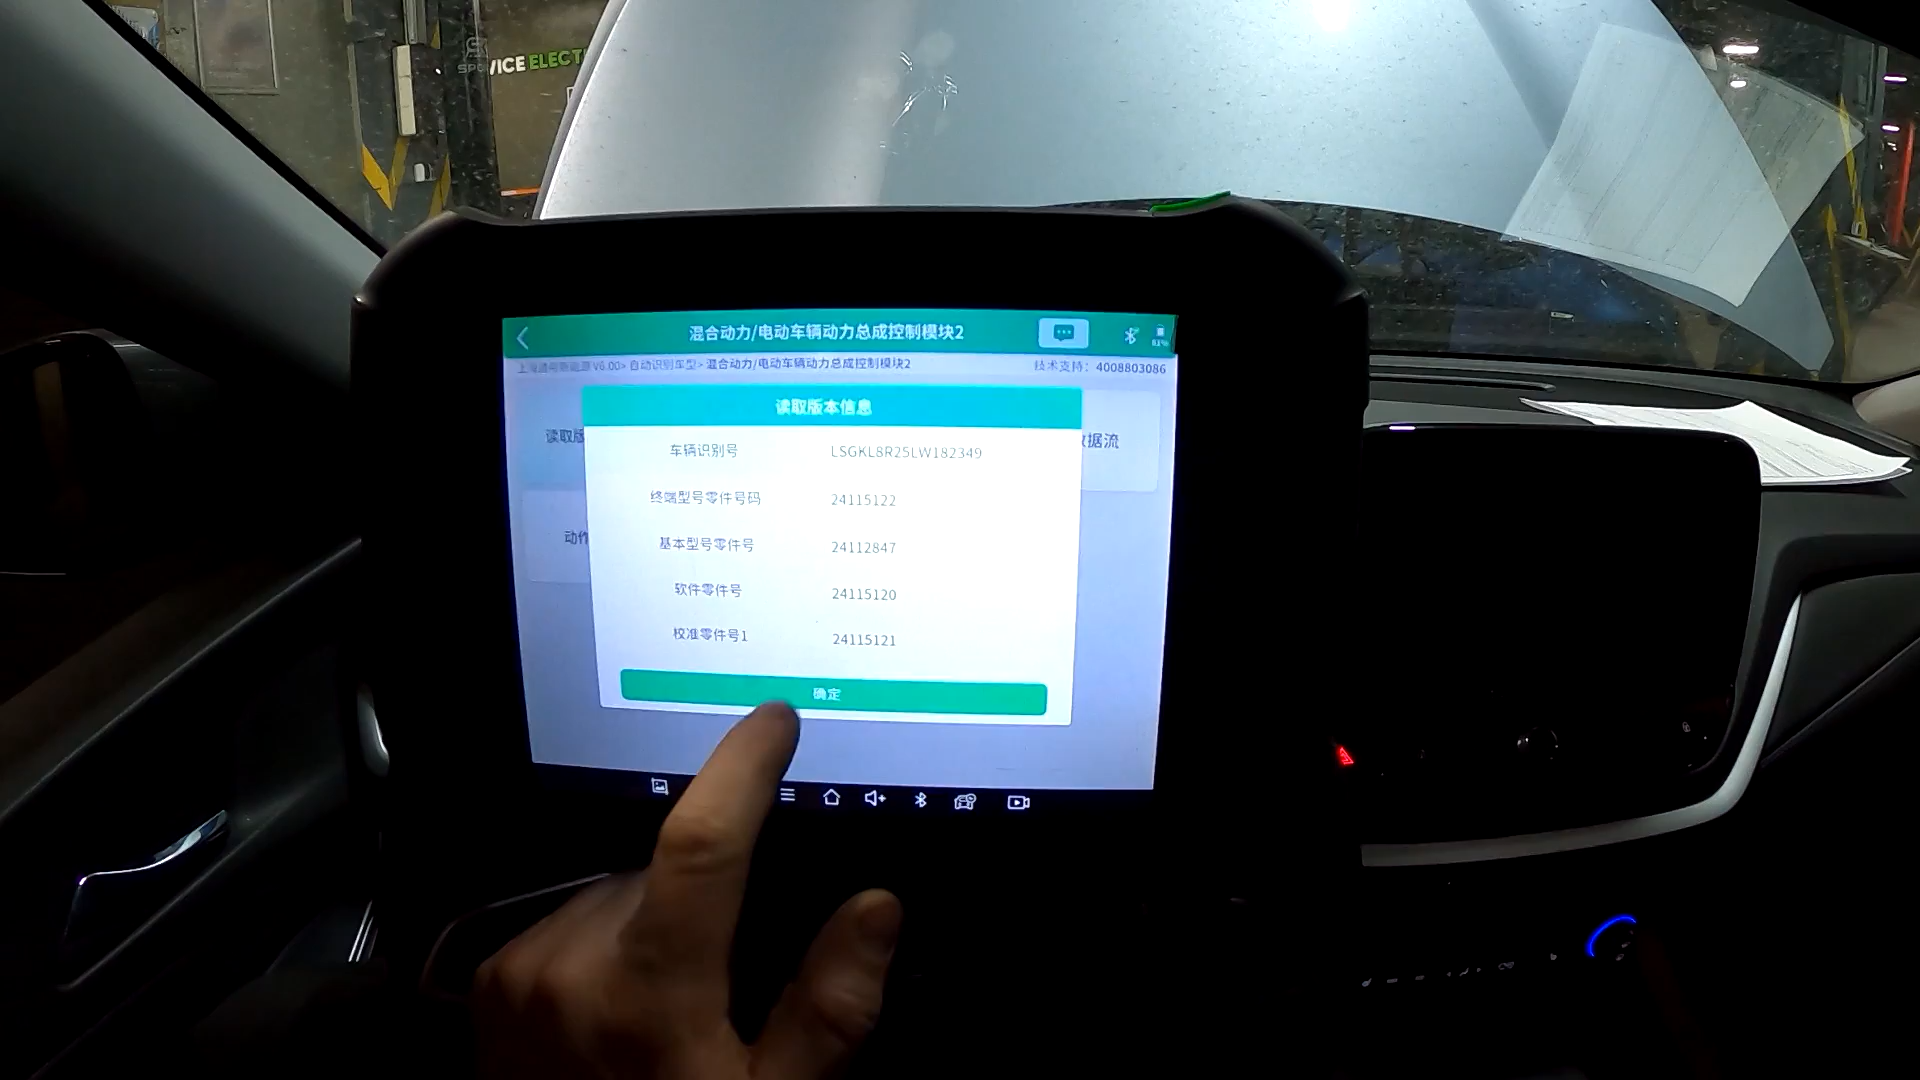 VICE ELECT
混合动力/电动车辆动力总成控制模块2
61%
上海通用新能源 V6.00> 自动识别车型> 混合动力/电动车辆动力总成控制模块2
技术支持：4008803086
读取版本信息
读取版
数据流
车辆识别号 LSGKL8R25LW182349
终端型号零件号码 24115122
基本型号零件号 24112847
动作
软件零件号 24115120
校准零件号1 24115121
确定